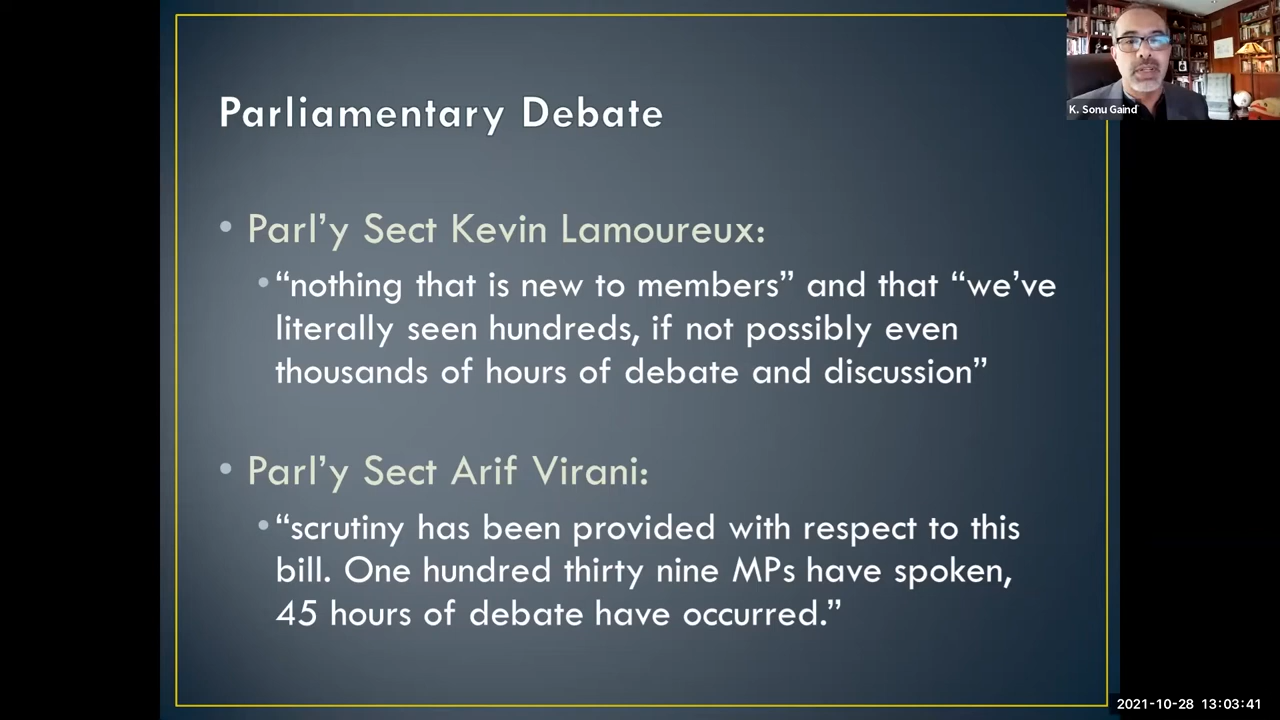 Parliamentary Debate
K. Sonu Gaind
• Parl’y Sect Kevin Lamoureux:
• “nothing that is new to members” and that “we’ve
literally seen hundreds, if not possibly even
thousands of hours of debate and discussion”
• Parl’y Sect Arif Virani:
• “scrutiny has been provided with respect to this
bill. One hundred thirty nine MPs have spoken,
45 hours of debate have occurred.”
2021-10-28 13:03:41